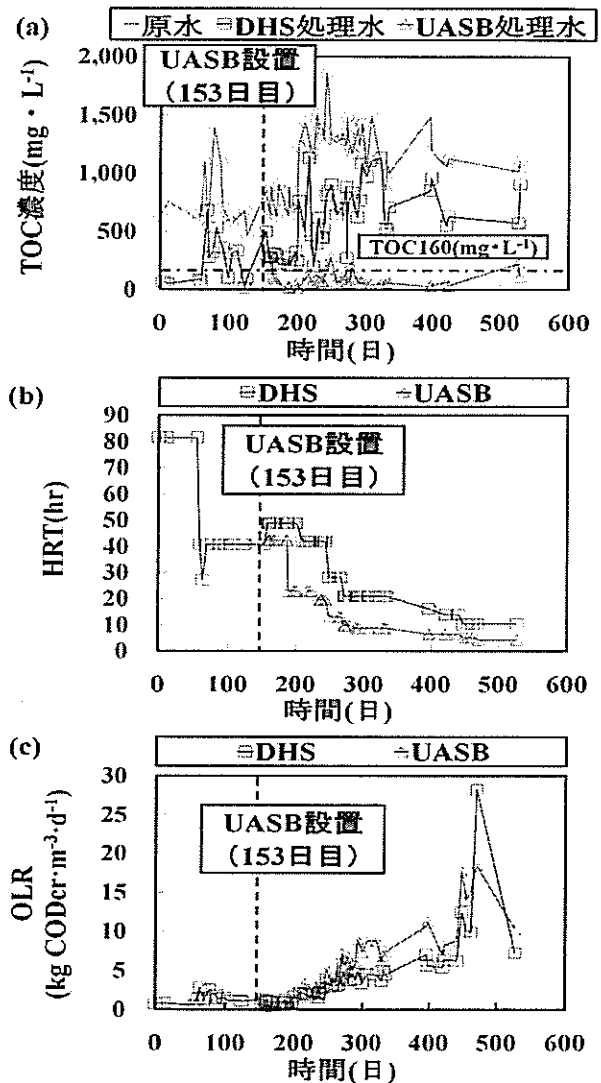 (a)
原水 DHS処理水 UASB処理水
2,000
1,500
1,000
500
0
TOC濃度(mg・L-1)
UASB設置
(153日目)
TOC160(mg・L-1)
0 100 200 300 400 500 600
時間(日)
(b)
DHS UASB
90
80
70
60
50
40
30
20
10
0
HRT(hr)
UASB設置
(153日目)
0 100 200 300 400 500 600
時間(日)
(c)
DHS UASB
30
25
20
15
10
5
0
OLR
(kg CODcr·m-3·d-1)
UASB設置
(153日目)
0 100 200 300 400 500 600
時間(日)